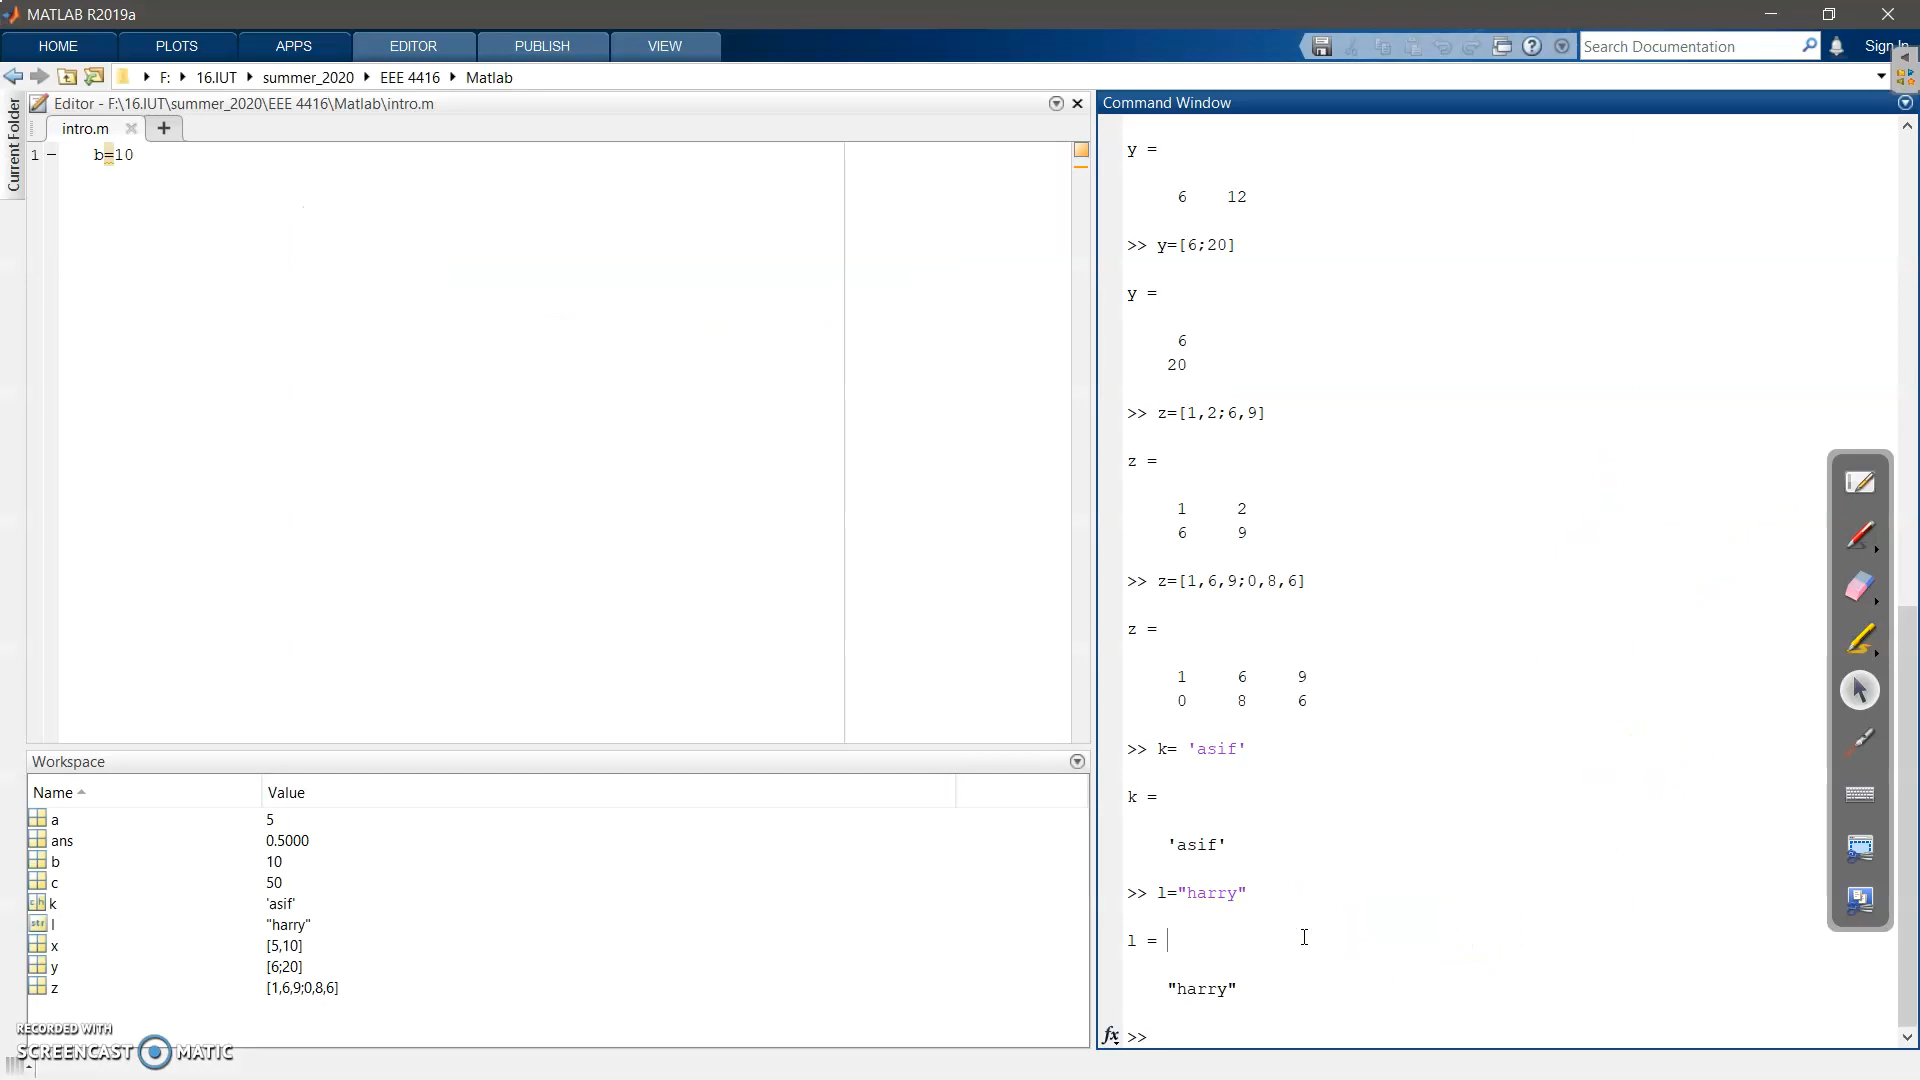 MATLAB R2019a
HOME PLOTS APPS EDITOR PUBLISH VIEW
Search Documentation
Sign In
F: 16.IUT summer_2020 EEE 4416 Matlab
Current Folder
Editor - F:\16.IUT\summer_2020\EEE 4416\Matlab\intro.m
intro.m
1 — b=10
Workspace
Name Value
a 5
ans 0.5000
b 10
c 50
k 'asif'
l "harry"
x [5,10]
y [6;20]
z [1,6,9;0,8,6]
RECORDED WITH
SCREENCAST MATIC
Command Window
y =
6 12
>> y=[6;20]
y =
6
20
>> z=[1,2;6,9]
z =
1 2
6 9
>> z=[1,6,9;0,8,6]
z =
1 6 9
0 8 6
>> k= 'asif'
k =
'asif'
>> l="harry"
l =
"harry"
fx >>